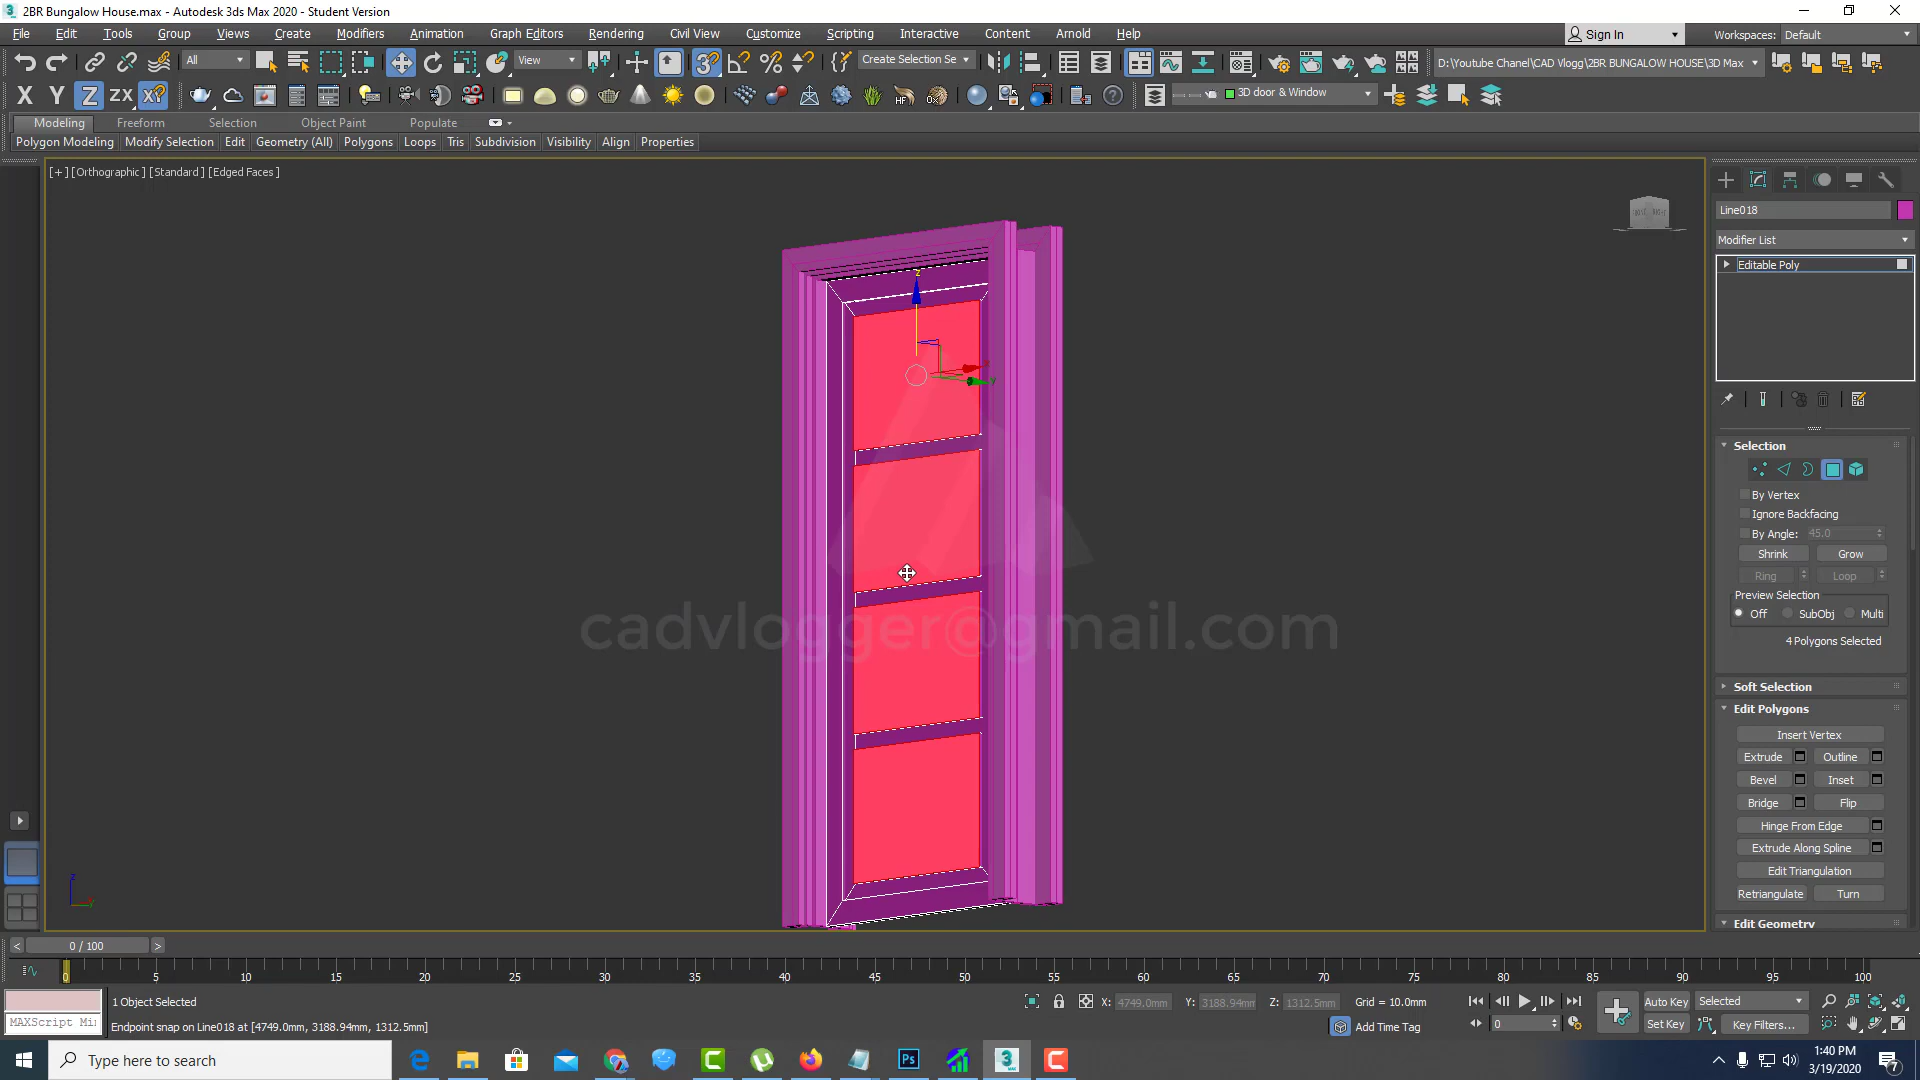 2BR Bungalow House.max - Autodesk 3ds Max 2020 - Student Version
File Edit Tools Group Views Create Modifiers Animation Graph Editors Rendering Civil View Customize Scripting Interactive Content Arnold Help
Sign In
Workspaces: Default
All
View
Create Selection Se
D:\Youtube Chanel\CAD Vlogg\2BR BUNGALOW HOUSE\3D Max
X Y Z ZX XY
3D door & Window
Modeling Freeform Selection Object Paint Populate
Polygon Modeling Modify Selection Edit Geometry (All) Polygons Loops Tris Subdivision Visibility Align Properties
[+] [Orthographic] [Standard] [Edged Faces]
Line018
Modifier List
Editable Poly
Selection
By Vertex
Ignore Backfacing
By Angle: 45.0
Shrink Grow
Ring Loop
Preview Selection
Off SubObj Multi
4 Polygons Selected
Soft Selection
Edit Polygons
Insert Vertex
Extrude Outline
Bevel Inset
Bridge Flip
Hinge From Edge
Extrude Along Spline
Edit Triangulation
Retriangulate Turn
Edit Geometry
z
x
y
cadvlogger@gmail.com
z
0 / 100
0 5 10 15 20 25 30 35 40 45 50 55 60 65 70 75 80 85 90 95 100
1 Object Selected
X: 4749.0mm Y: 3188.94mm Z: 1312.5mm Grid = 10.0mm
Auto Key Selected
MAXScript Mi
Endpoint snap on Line018 at [4749.0mm, 3188.94mm, 1312.5mm]
Add Time Tag
0
Set Key Key Filters...
Type here to search
Ps
3
MAX
1:40 PM
3/19/2020
7